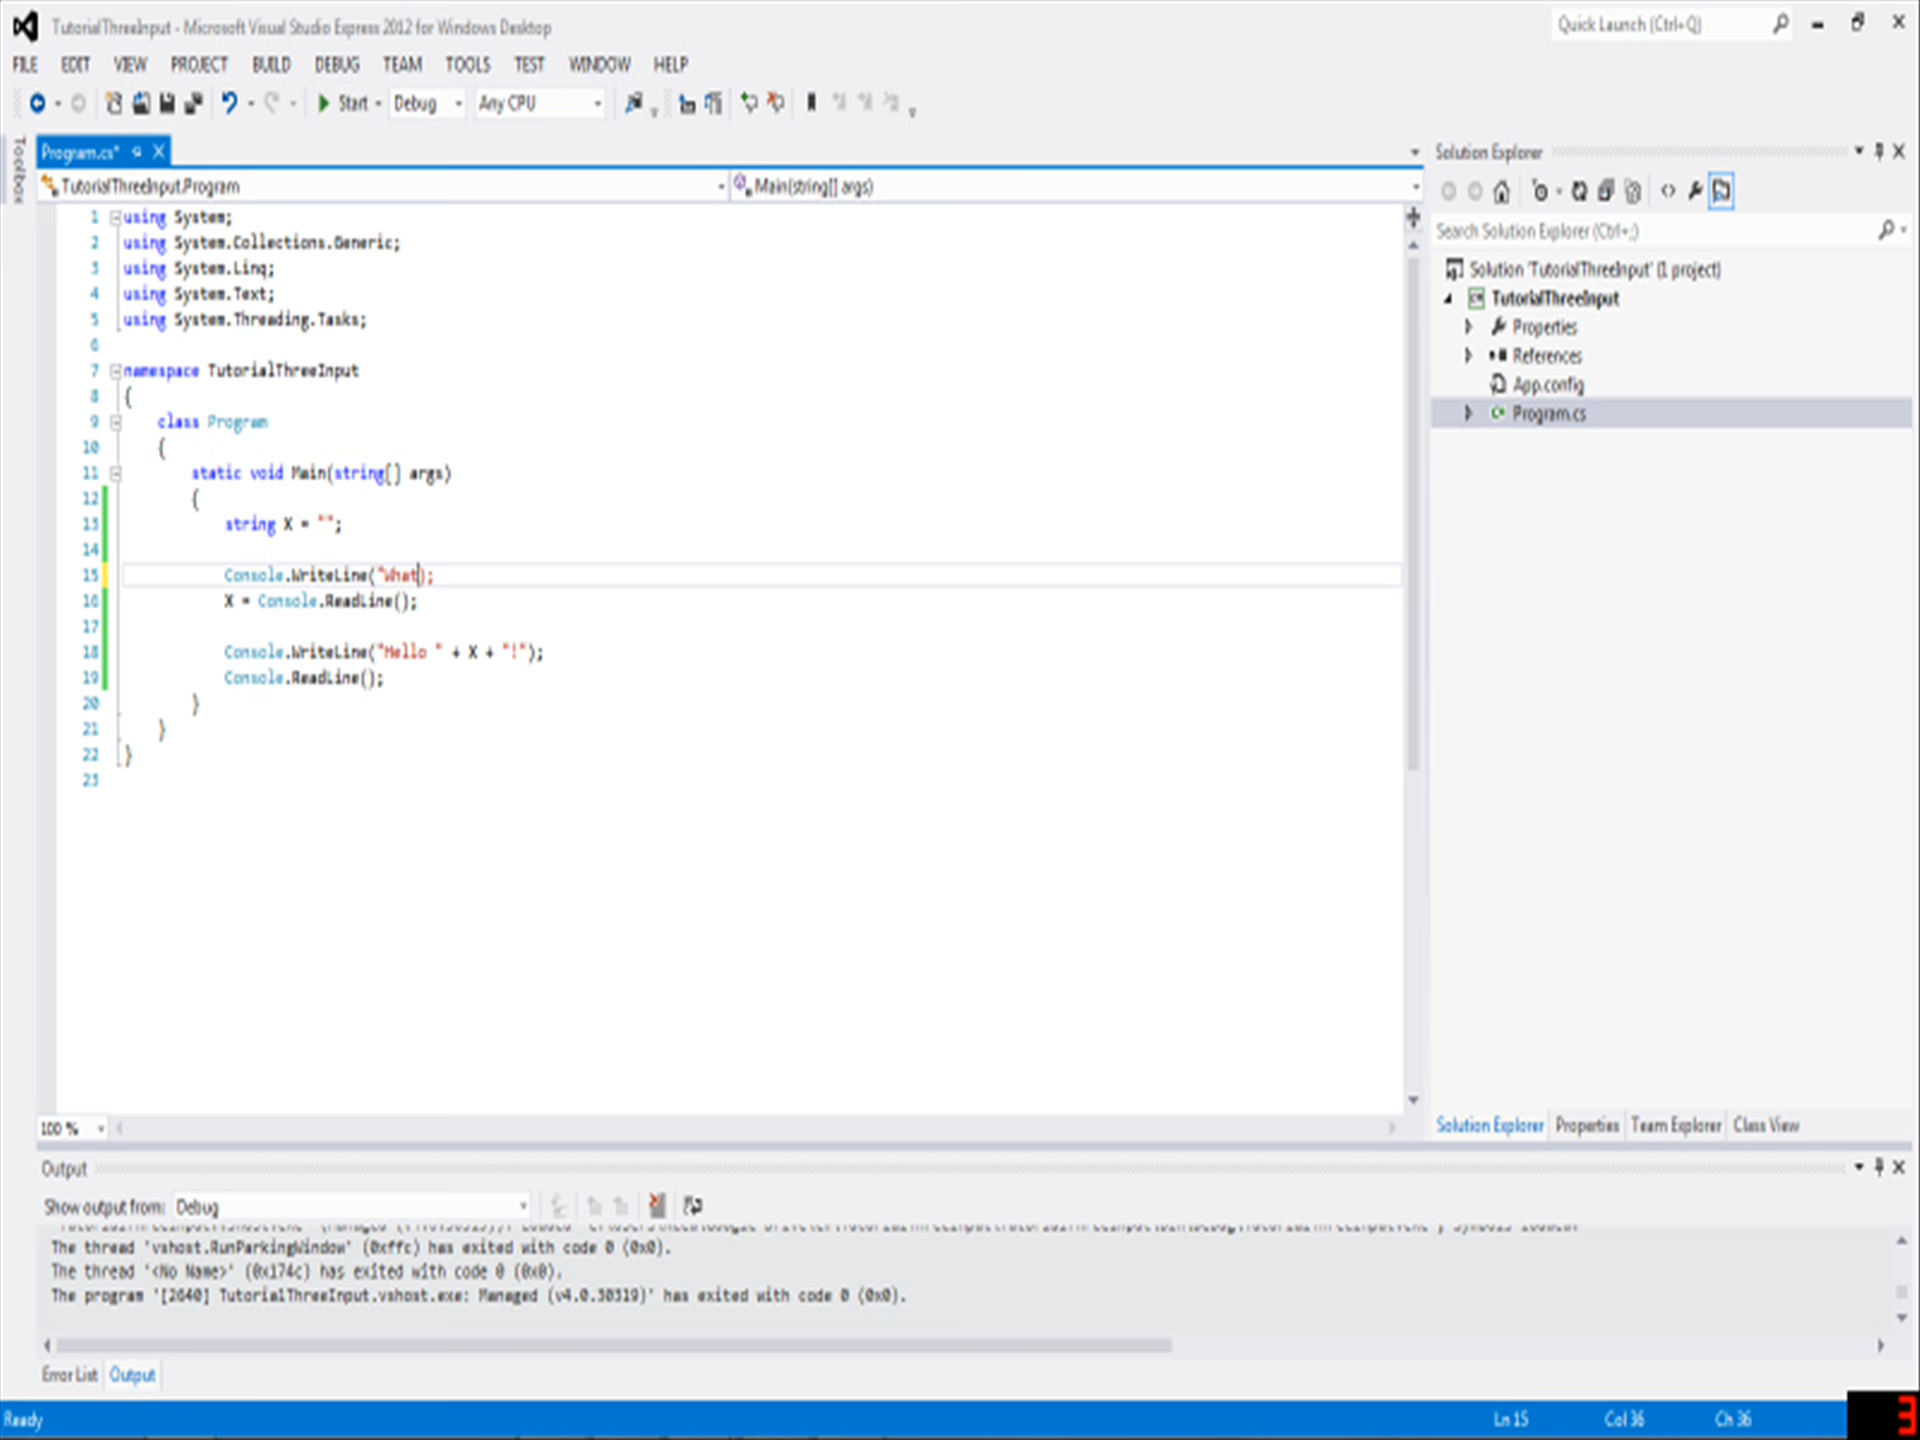 TutorialThreeInput - Microsoft Visual Studio Express 2012 for Windows Desktop
Quick Launch (Ctrl+Q)
FILE EDIT VIEW PROJECT BUILD DEBUG TEAM TOOLS TEST WINDOW HELP
Start Debug Any CPU
Toolbox
Program.cs*
TutorialThreeInput.Program
Main(string[] args)
1 using System;
2 using System.Collections.Generic;
3 using System.Linq;
4 using System.Text;
5 using System.Threading.Tasks;
6
7 namespace TutorialThreeInput
8 {
9 class Program
10 {
11 static void Main(string[] args)
12 {
13 string X = "";
14
15 Console.WriteLine("What);
16 X = Console.ReadLine();
17
18 Console.WriteLine("Hello " + X + "!");
19 Console.ReadLine();
20 }
21 }
22 }
23
100 %
Solution Explorer
Search Solution Explorer (Ctrl+;)
Solution 'TutorialThreeInput' (1 project)
TutorialThreeInput
Properties
References
App.config
Program.cs
Solution Explorer Properties Team Explorer Class View
Output
Show output from: Debug
The thread 'vshost.RunParkingWindow' (0xffc) has exited with code 0 (0x0).
The thread '<No Name>' (0x174c) has exited with code 0 (0x0).
The program '[2640] TutorialThreeInput.vshost.exe: Managed (v4.0.30319)' has exited with code 0 (0x0).
Error List Output
Ready
Ln 15 Col 36 Ch 36
3